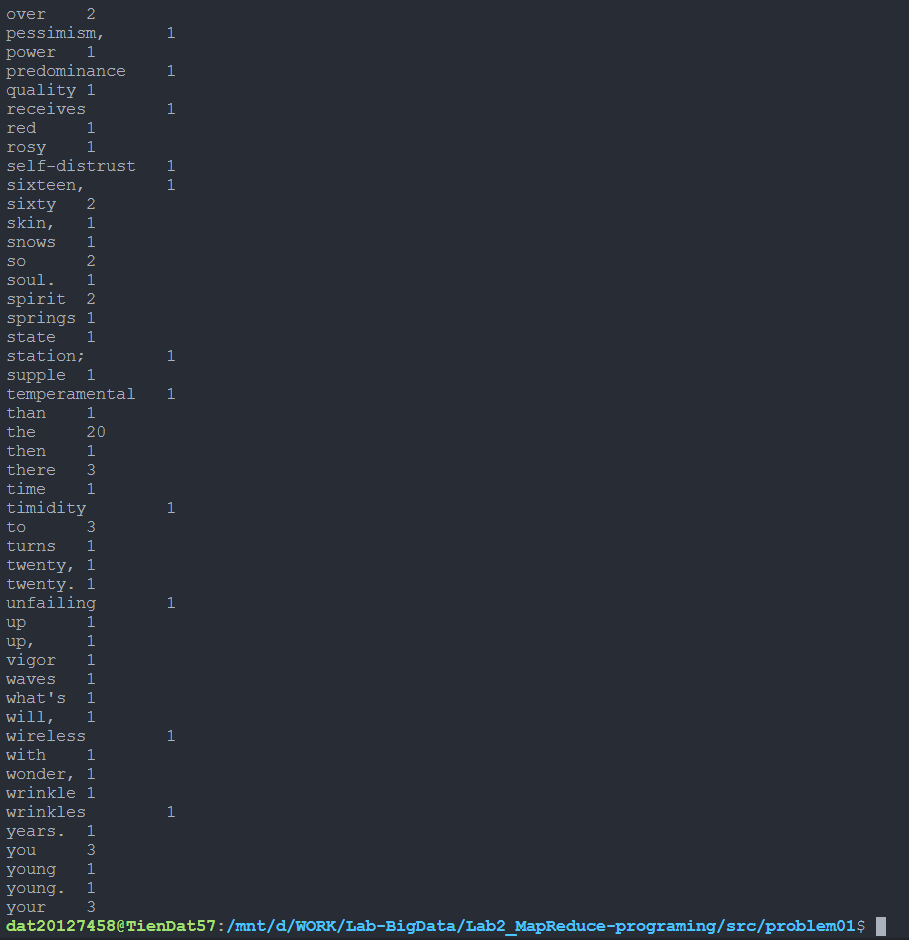 over 2
pessimism, 1
power 1
predominance 1
quality 1
receives 1
red 1
rosy 1
self-distrust 1
sixteen, 1
sixty 2
skin, 1
snows 1
so 2
soul. 1
spirit 2
springs 1
state 1
station; 1
supple 1
temperamental 1
than 1
the 20
then 1
there 3
time 1
timidity 1
to 3
turns 1
twenty, 1
twenty. 1
unfailing 1
up 1
up, 1
vigor 1
waves 1
what's 1
will, 1
wireless 1
with 1
wonder, 1
wrinkle 1
wrinkles 1
years. 1
you 3
young 1
young. 1
your 3
dat20127458@TienDat57:/mnt/d/WORK/Lab-BigData/Lab2_MapReduce-programing/src/problem01$